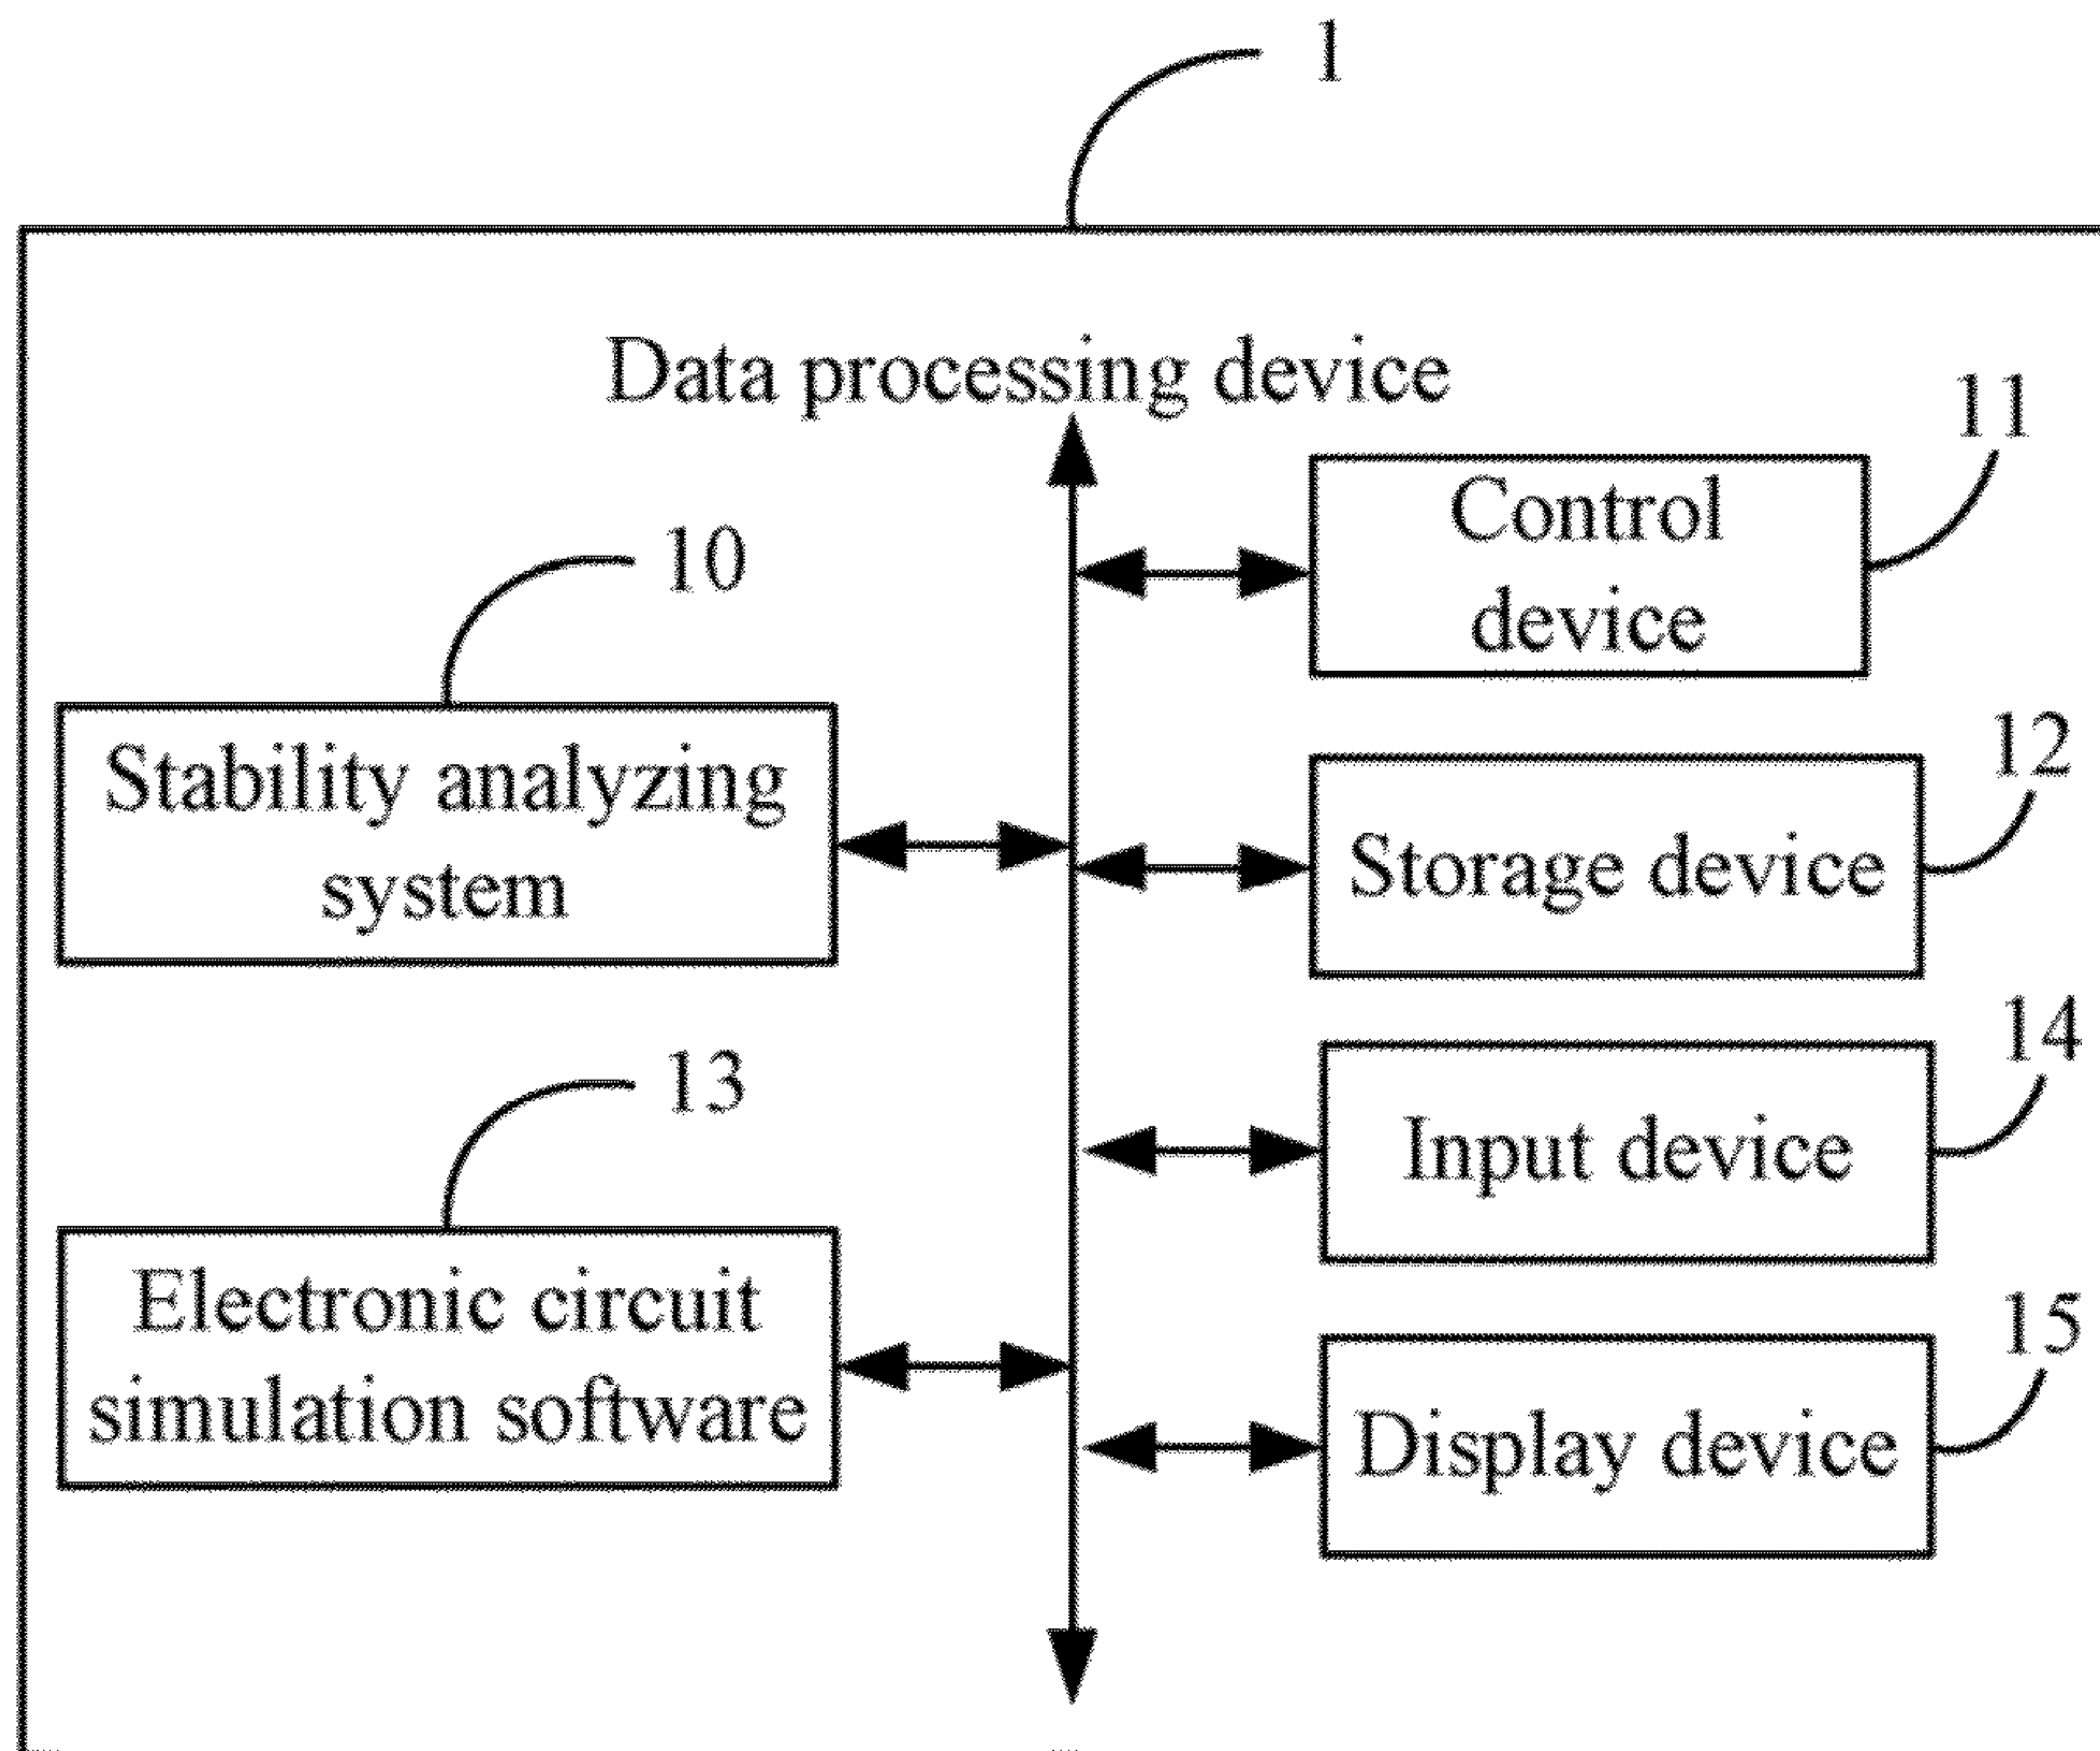 1
Data processing device
11
Control
device
10
Stability analyzing
system
12
Storage device
14
Input device
13
Electronic circuit
simulation software
15
Display device